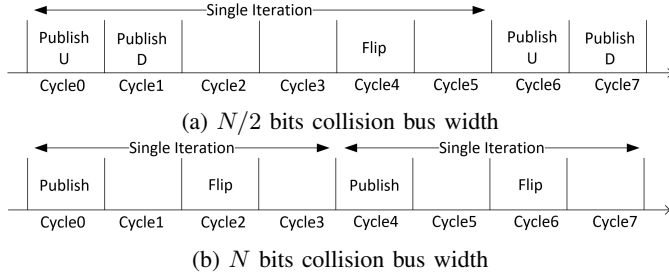 Single Iteration
Publish U Publish D Flip Publish U Publish D
Cycle0 Cycle1 Cycle2 Cycle3 Cycle4 Cycle5 Cycle6 Cycle7
(a) N/2 bits collision bus width
Single Iteration Single Iteration
Publish Flip Publish Flip
Cycle0 Cycle1 Cycle2 Cycle3 Cycle4 Cycle5 Cycle6 Cycle7
(b) N bits collision bus width